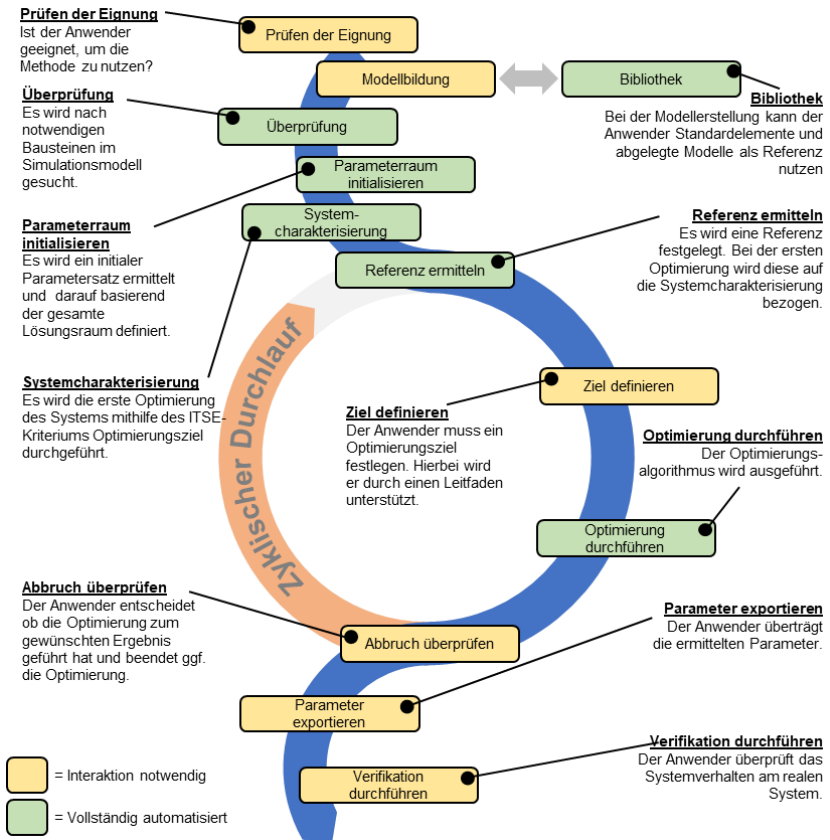 Prüfen der Eignung
Ist der Anwender
geeignet, um die
Methode zu nutzen?
Prüfen der Eignung
Modellbildung
Bibliothek
Bibliothek
Bei der Modellerstellung kann der
Anwender Standardelemente und
abgelegte Modelle als Referenz
nutzen
Überprüfung
Es wird nach
notwendigen
Bausteinen im
Simulationsmodell
gesucht.
Überprüfung
Parameterraum
initialisieren
System-
charakterisierung
Referenz ermitteln
Parameterraum
initialisieren
Es wird ein initialer
Parametersatz ermittelt
und darauf basierend
der gesamte
Lösungsraum definiert.
Referenz ermitteln
Es wird eine Referenz
festgelegt. Bei der ersten
Optimierung wird diese auf
die Systemcharakterisierung
bezogen.
Systemcharakterisierung
Es wird die erste Optimierung
des Systems mithilfe des ITSE-
Kriteriums Optimierungsziel
durchgeführt.
Zyklischer Durchlauf
Ziel definieren
Ziel definieren
Der Anwender muss ein
Optimierungsziel
festlegen. Hierbei wird
er durch einen Leitfaden
unterstützt.
Optimierung durchführen
Der Optimierungs-
algorithmus wird ausgeführt.
Optimierung
durchführen
Abbruch überprüfen
Der Anwender entscheidet
ob die Optimierung zum
gewünschten Ergebnis
geführt hat und beendet ggf.
die Optimierung.
Abbruch überprüfen
Parameter exportieren
Der Anwender überträgt
die ermittelten Parameter.
Parameter
exportieren
Verifikation durchführen
Der Anwender überprüft das
Systemverhalten am realen
System.
Verifikation
durchführen
= Interaktion notwendig
= Vollständig automatisiert